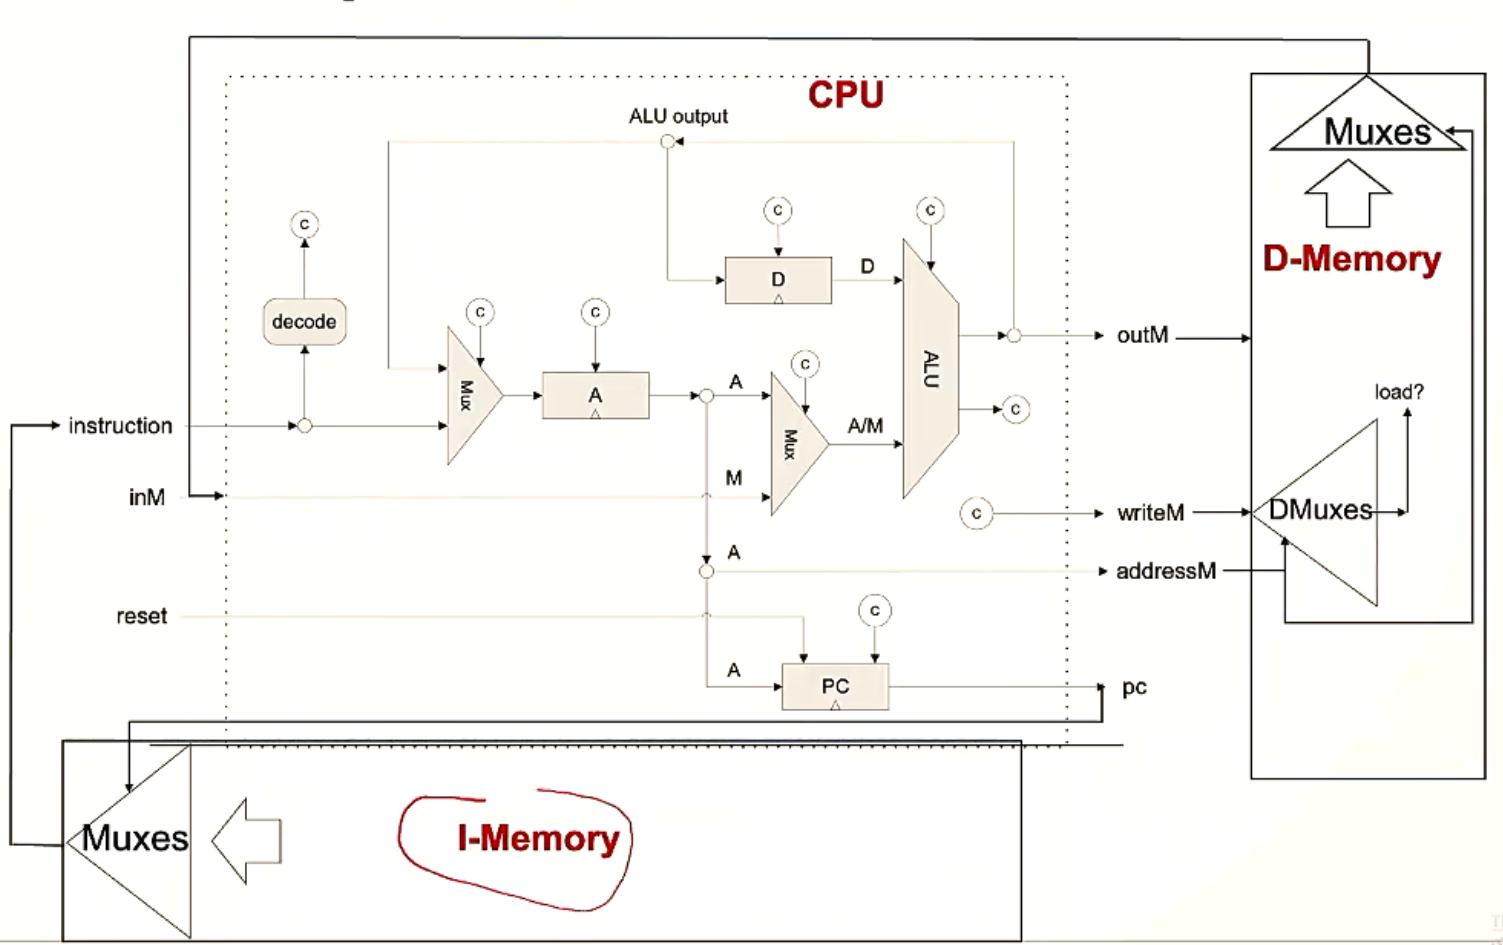 CPU
ALU output
Muxes
c
c
c
D-Memory
D
D
decode
c
c
outM
ALU
Mux
c
A
A
load?
c
instruction
Mux
A/M
M
inM
c
writeM
DMuxes
A
addressM
reset
c
A
PC
pc
Muxes
I-Memory